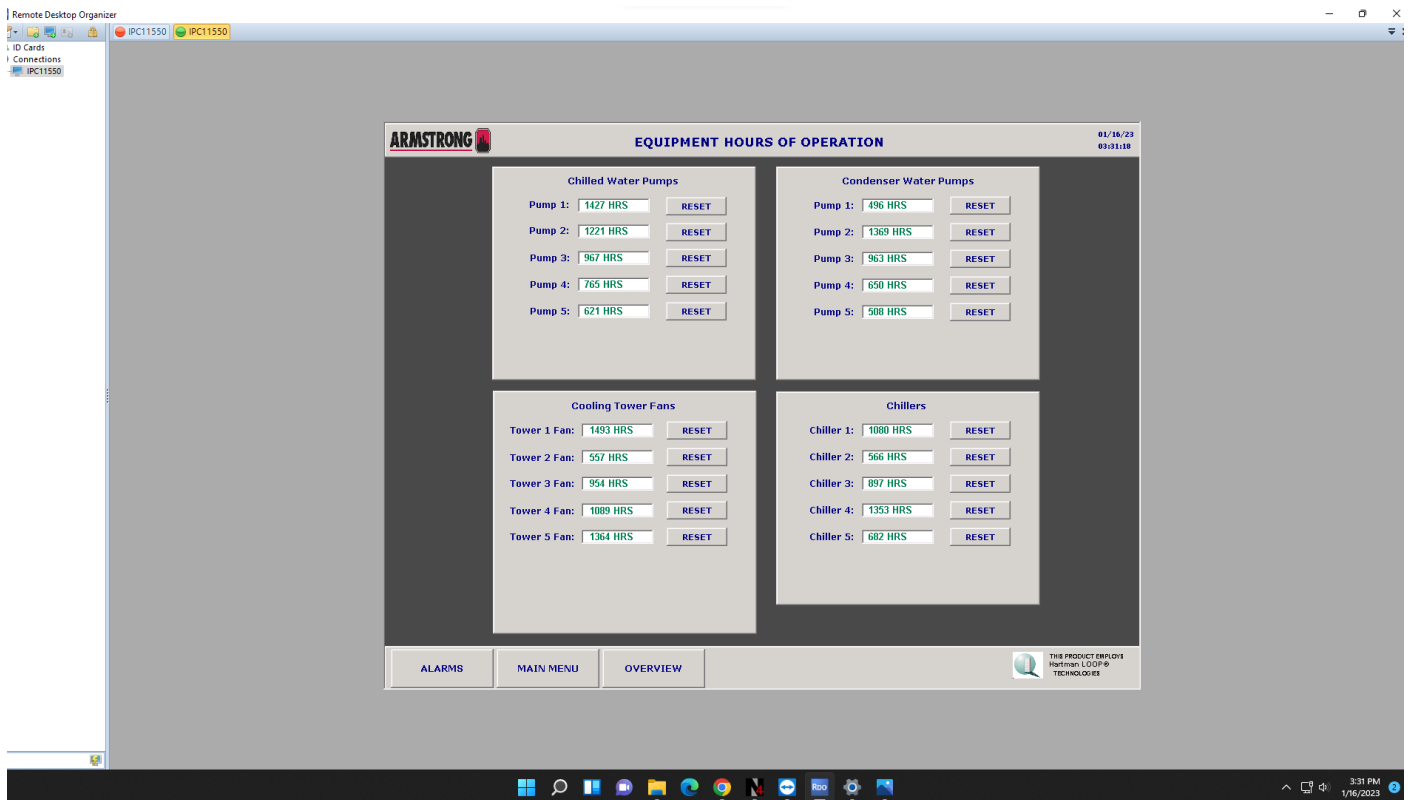 Remote Desktop Organizer
IPC11550 IPC11550
ID Cards
Connections
IPC11550
ARMSTRONG
EQUIPMENT HOURS OF OPERATION
01/16/23
03:31:18
Chilled Water Pumps
Pump 1: 1427 HRS RESET
Pump 2: 1221 HRS RESET
Pump 3: 967 HRS RESET
Pump 4: 765 HRS RESET
Pump 5: 621 HRS RESET
Condenser Water Pumps
Pump 1: 496 HRS RESET
Pump 2: 1369 HRS RESET
Pump 3: 963 HRS RESET
Pump 4: 650 HRS RESET
Pump 5: 508 HRS RESET
Cooling Tower Fans
Tower 1 Fan: 1493 HRS RESET
Tower 2 Fan: 557 HRS RESET
Tower 3 Fan: 954 HRS RESET
Tower 4 Fan: 1089 HRS RESET
Tower 5 Fan: 1364 HRS RESET
Chillers
Chiller 1: 1080 HRS RESET
Chiller 2: 566 HRS RESET
Chiller 3: 897 HRS RESET
Chiller 4: 1353 HRS RESET
Chiller 5: 682 HRS RESET
ALARMS MAIN MENU OVERVIEW
THIS PRODUCT EMPLOYS
Hartman LOOP®
TECHNOLOGIES
N4
RDO
3:31 PM
1/16/2023
2